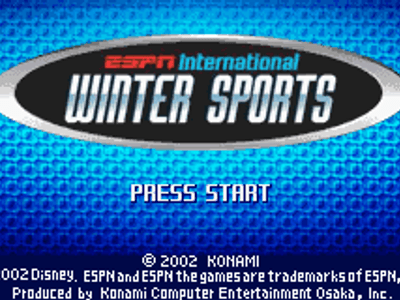 ESPN International
WINTER SPORTS
PRESS START
© 2002 KONAMI
002 Disney. ESPN and ESPN the games are trademarks of ESPN,
Produced by Konami Computer Entertainment Osaka, Inc.